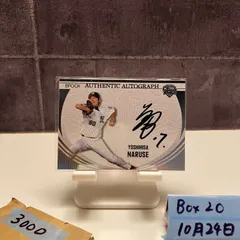 EPOCH AUTHENTIC AUTOGRAPH
YOSHIHISA
NARUSE
3000
Box 20
10月24日